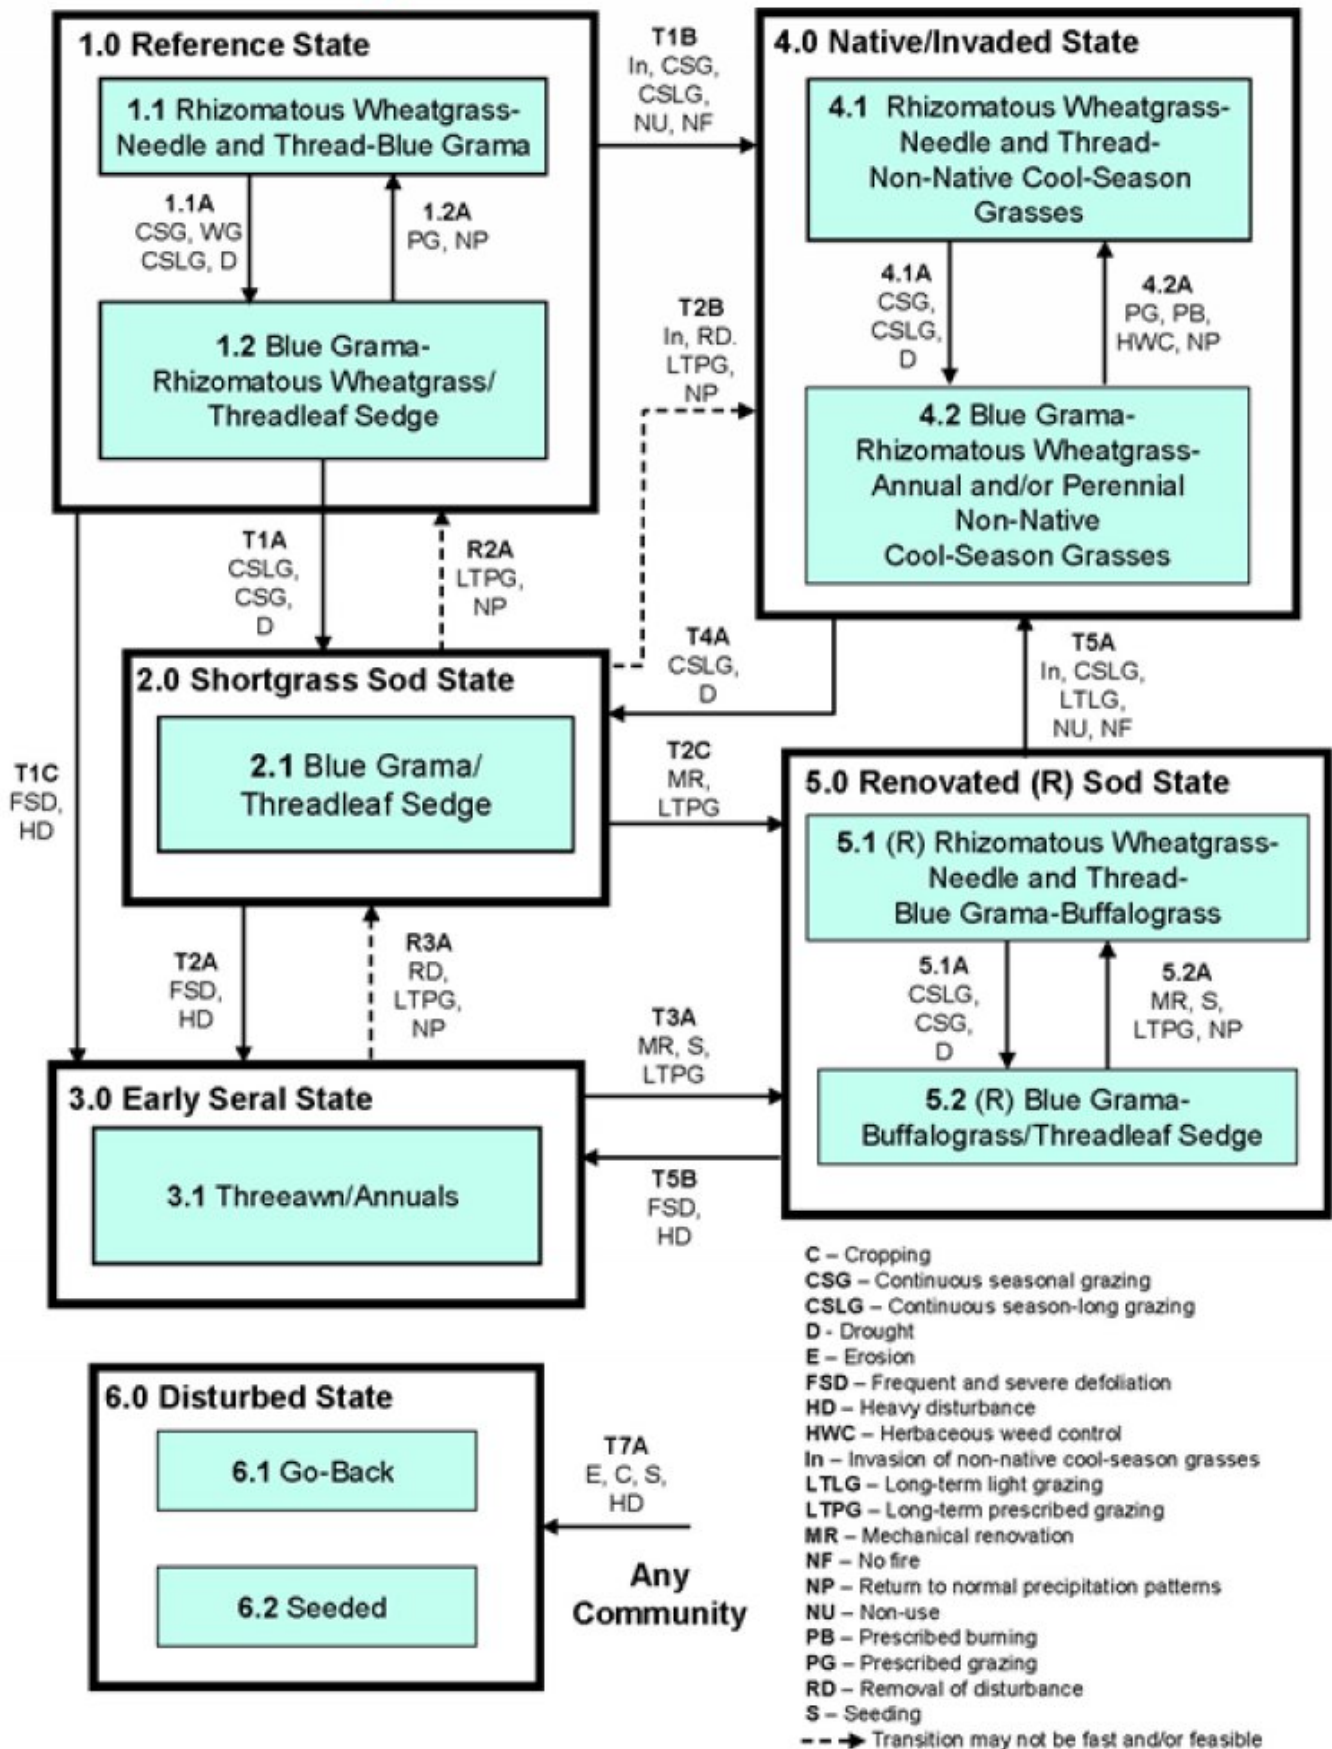 1.0 Reference State
1.1 Rhizomatous Wheatgrass-
Needle and Thread-Blue Grama
1.1A
CSG, WG
CSLG, D
1.2A
PG, NP
1.2 Blue Grama-
Rhizomatous Wheatgrass/
Threadleaf Sedge
T1B
In, CSG,
CSLG,
NU, NF
4.0 Native/Invaded State
4.1 Rhizomatous Wheatgrass-
Needle and Thread-
Non-Native Cool-Season
Grasses
4.1A
CSG,
CSLG,
D
4.2A
PG, PB,
HWC, NP
4.2 Blue Grama-
Rhizomatous Wheatgrass-
Annual and/or Perennial
Non-Native
Cool-Season Grasses
T2B
In, RD.
LTPG,
NP
T1A
CSLG,
CSG,
D
R2A
LTPG,
NP
T4A
CSLG,
D
T5A
In, CSLG,
LTLG,
NU, NF
T1C
FSD,
HD
2.0 Shortgrass Sod State
2.1 Blue Grama/
Threadleaf Sedge
T2C
MR,
LTPG
5.0 Renovated (R) Sod State
5.1 (R) Rhizomatous Wheatgrass-
Needle and Thread-
Blue Grama-Buffalograss
5.1A
CSLG,
CSG,
D
5.2A
MR, S,
LTPG, NP
5.2 (R) Blue Grama-
Buffalograss/Threadleaf Sedge
T2A
FSD,
HD
R3A
RD,
LTPG,
NP
T3A
MR, S,
LTPG
3.0 Early Seral State
3.1 Threeawn/Annuals
T5B
FSD,
HD
6.0 Disturbed State
6.1 Go-Back
6.2 Seeded
T7A
E, C, S,
HD
Any
Community
C – Cropping
CSG – Continuous seasonal grazing
CSLG – Continuous season-long grazing
D - Drought
E – Erosion
FSD – Frequent and severe defoliation
HD – Heavy disturbance
HWC – Herbaceous weed control
In – Invasion of non-native cool-season grasses
LTLG – Long-term light grazing
LTPG – Long-term prescribed grazing
MR – Mechanical renovation
NF – No fire
NP – Return to normal precipitation patterns
NU – Non-use
PB – Prescribed burning
PG – Prescribed grazing
RD – Removal of disturbance
S – Seeding
Transition may not be fast and/or feasible